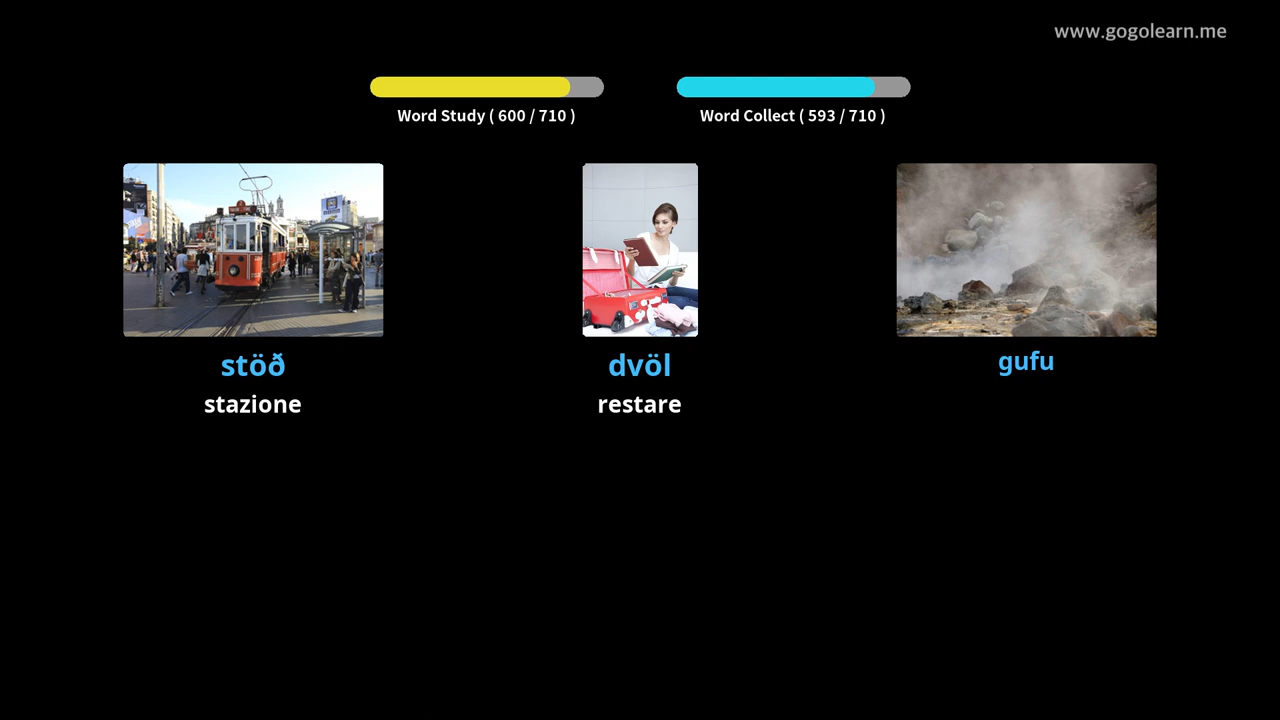 www.gogolearn.me
Word Study ( 600 / 710 )
Word Collect ( 593 / 710 )
stöð
dvöl
gufu
stazione
restare